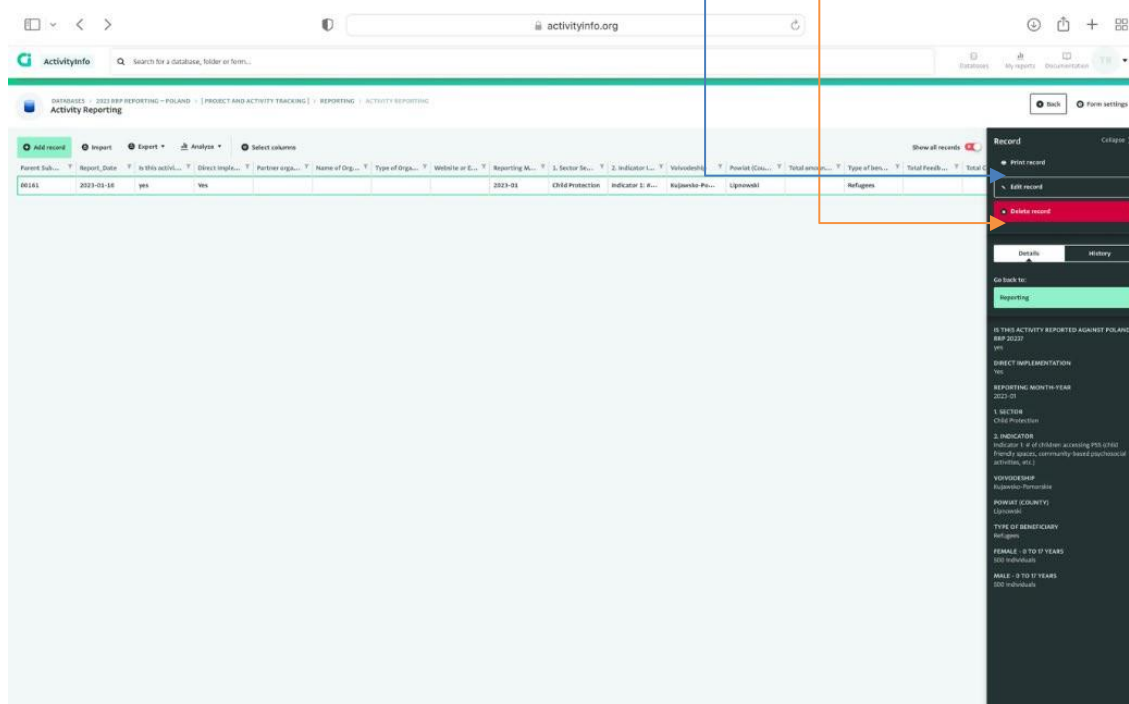 activityinfo.org
ActivityInfo Search for a database, folder or form... Databases My reports Documentation TR
DATABASES 2023 RRP REPORTING – POLAND [PROJECT AND ACTIVITY TRACKING] REPORTING ACTIVITY REPORTING
Activity Reporting
Back Form settings
Add record Import Export Analyze Select columns Show all records
Parent Sub... Report_Date Is this activi... Direct Imple... Partner orga... Name of Org... Type of Orga... Website or E... Reporting M... 1. Sector Se... 2. Indicator I... Voivodeship Powiat (Cou... Total amoun... Type of ben... Total Feedb... Total C
00161 2023-01-10 yes Yes 2023-01 Child Protection Indicator 1: #... Kujawsko-Po... Lipnowski Refugees
Record Collapse
Print record
Edit record
Delete record
Details History
Go back to:
Reporting
IS THIS ACTIVITY REPORTED AGAINST POLAND
RRP 2023?
yes
DIRECT IMPLEMENTATION
Yes
REPORTING MONTH-YEAR
2023-01
1. SECTOR
Child Protection
2. INDICATOR
Indicator 1: # of children accessing PSS (child
friendly spaces, community-based psychosocial
activities, etc.)
VOIVODESHIP
Kujawsko-Pomorskie
POWIAT (COUNTY)
Lipnowski
TYPE OF BENEFICIARY
Refugees
FEMALE - 0 TO 17 YEARS
500 Individuals
MALE - 0 TO 17 YEARS
500 Individuals